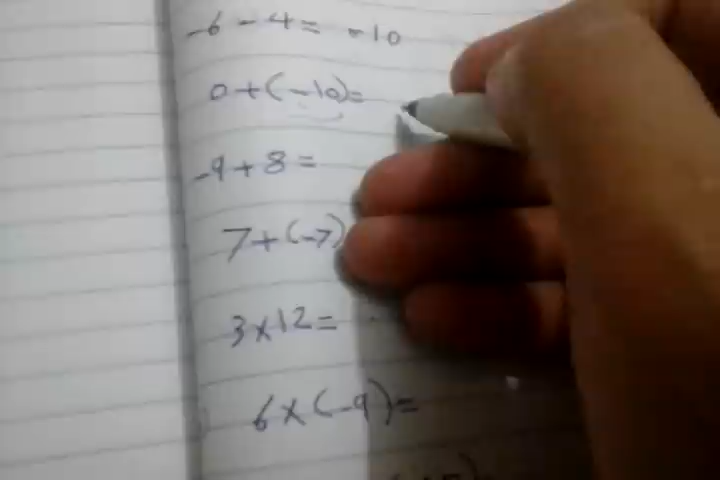 -6 - 4 = -10
0 + (-10) =
-9 + 8 =
7 + (-7)
3 x 12 =
6 x (-9) =